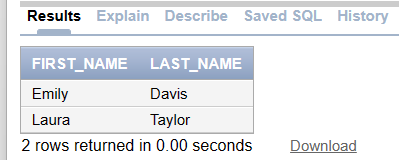 Results Explain Describe Saved SQL History
FIRST_NAME LAST_NAME
Emily Davis
Laura Taylor
2 rows returned in 0.00 seconds Download